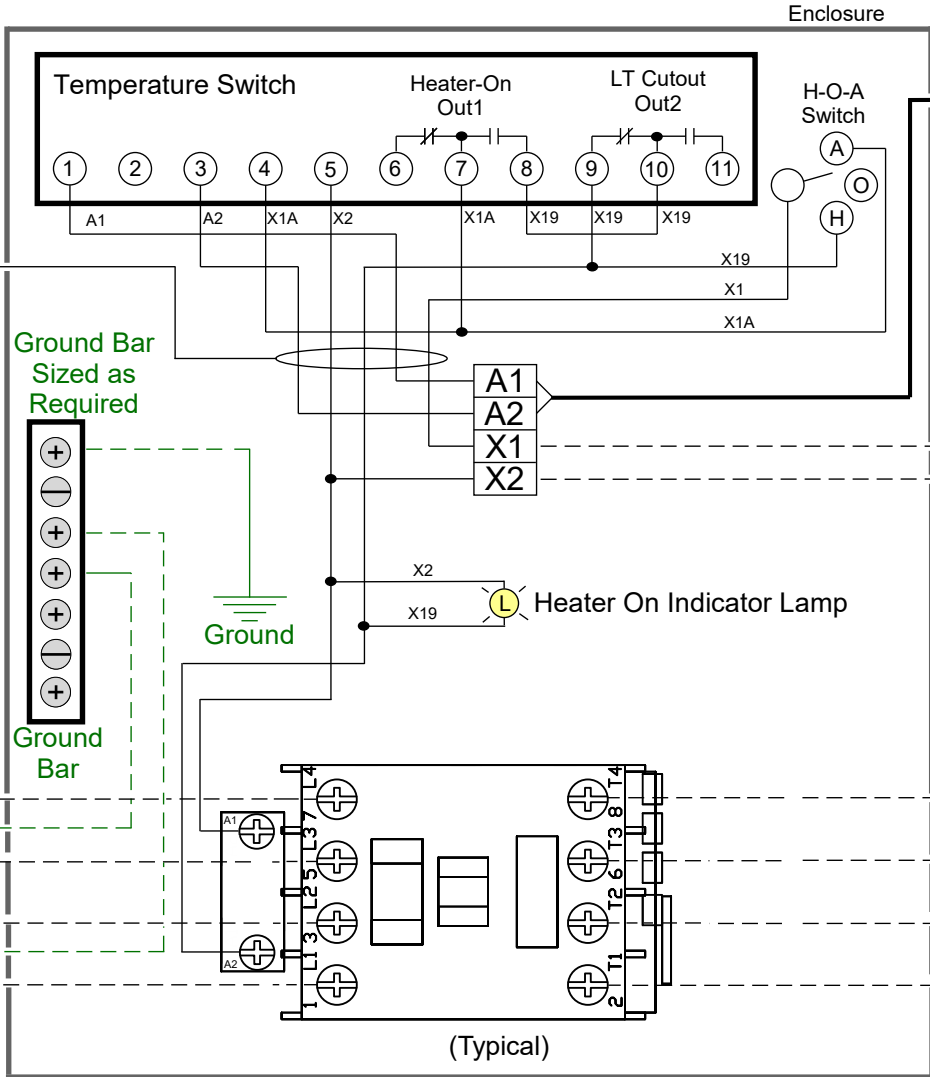 Enclosure
Temperature Switch
Heater-On
Out1
LT Cutout
Out2
H-O-A
Switch
1 2 3 4 5 6 7 8 9 10 11
A
O
H
A1 A2 X1A X2 X1A X19 X19 X19
X19
X1
X1A
Ground Bar
Sized as
Required
A1
A2
X1
X2
X2
X19
L
Heater On Indicator Lamp
Ground
Ground
Bar
A1
A2
L4
7
L3
5
L2
3
L1
1
T4
8
T3
6
T2
T1
2
(Typical)